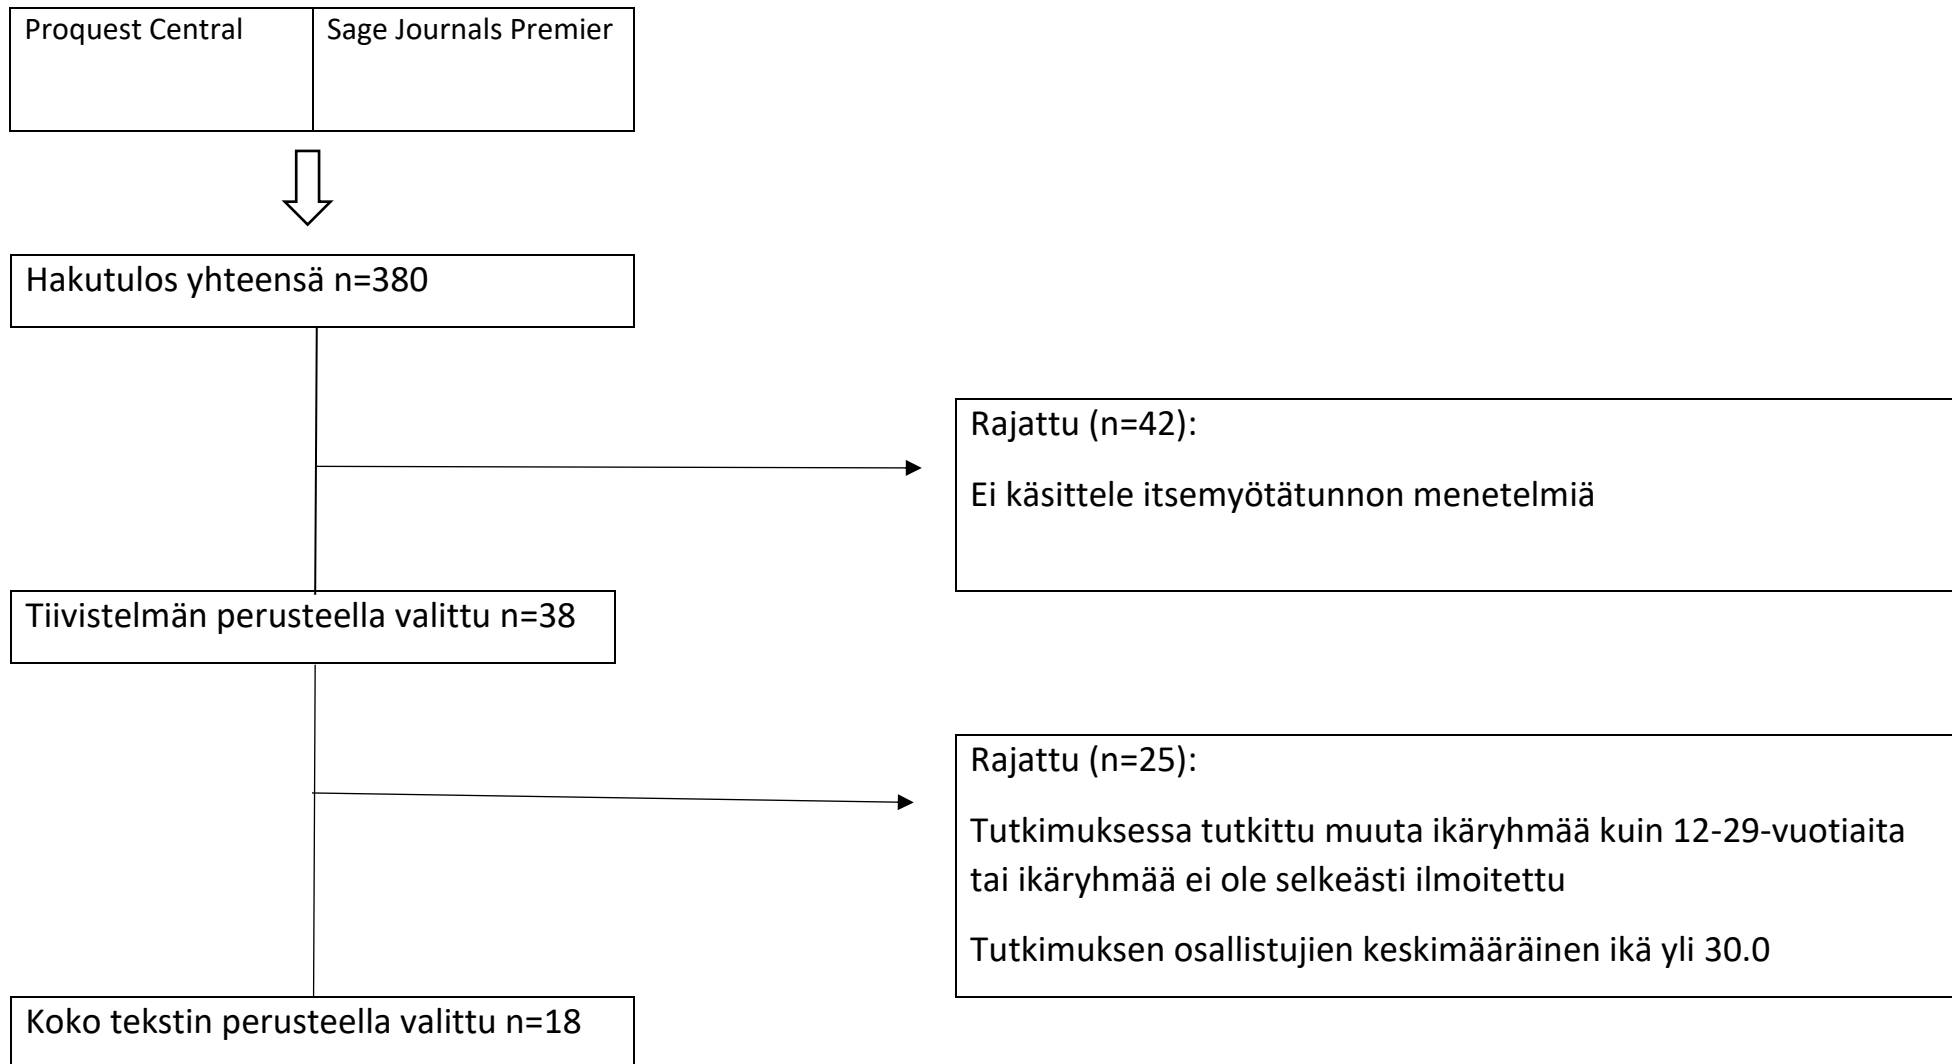 Proquest Central
Sage Journals Premier
Hakutulos yhteensä n=380
Rajattu (n=42):
Ei käsittele itsemyötätunnon menetelmiä
Tiivistelmän perusteella valittu n=38
Rajattu (n=25):
Tutkimuksessa tutkittu muuta ikäryhmää kuin 12-29-vuotiaita
tai ikäryhmää ei ole selkeästi ilmoitettu
Tutkimuksen osallistujien keskimääräinen ikä yli 30.0
Koko tekstin perusteella valittu n=18